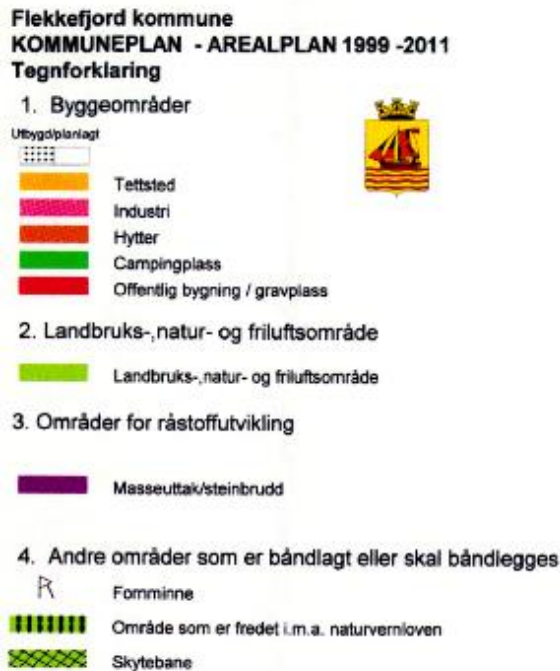 Flekkefjord kommune
KOMMUNEPLAN - AREALPLAN 1999 -2011
Tegnforklaring
1. Byggeområder
Utbygd/planlagt
Tettsted
Industri
Hytter
Campingplass
Offentlig bygning / gravplass
2. Landbruks-,natur- og friluftsområde
Landbruks-,natur- og friluftsområde
3. Områder for råstoffutvikling
Masseuttak/steinbrudd
4. Andre områder som er båndlagt eller skal båndlegges
Fornminne
Område som er fredet i.m.a. naturvernloven
Skytebane